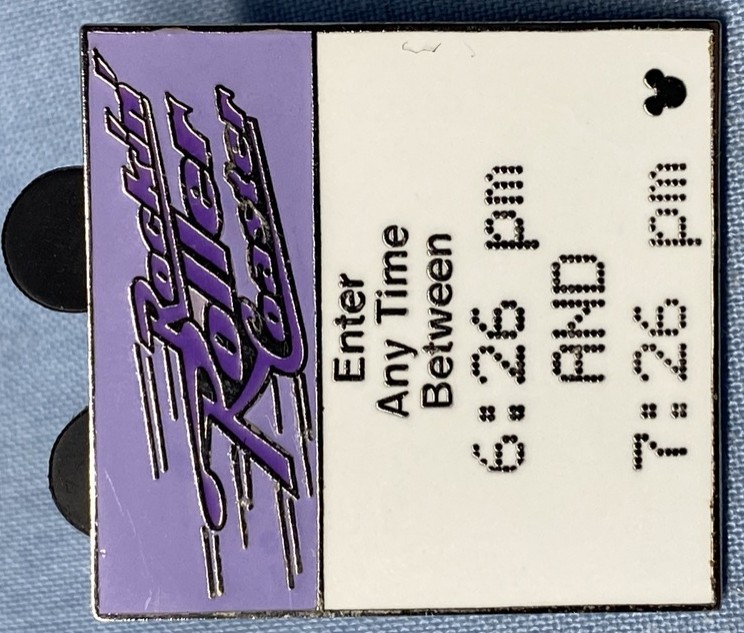 Rockin'
Roller
Coaster
Enter
Any Time
Between
6:26 pm
AND
7:26 pm